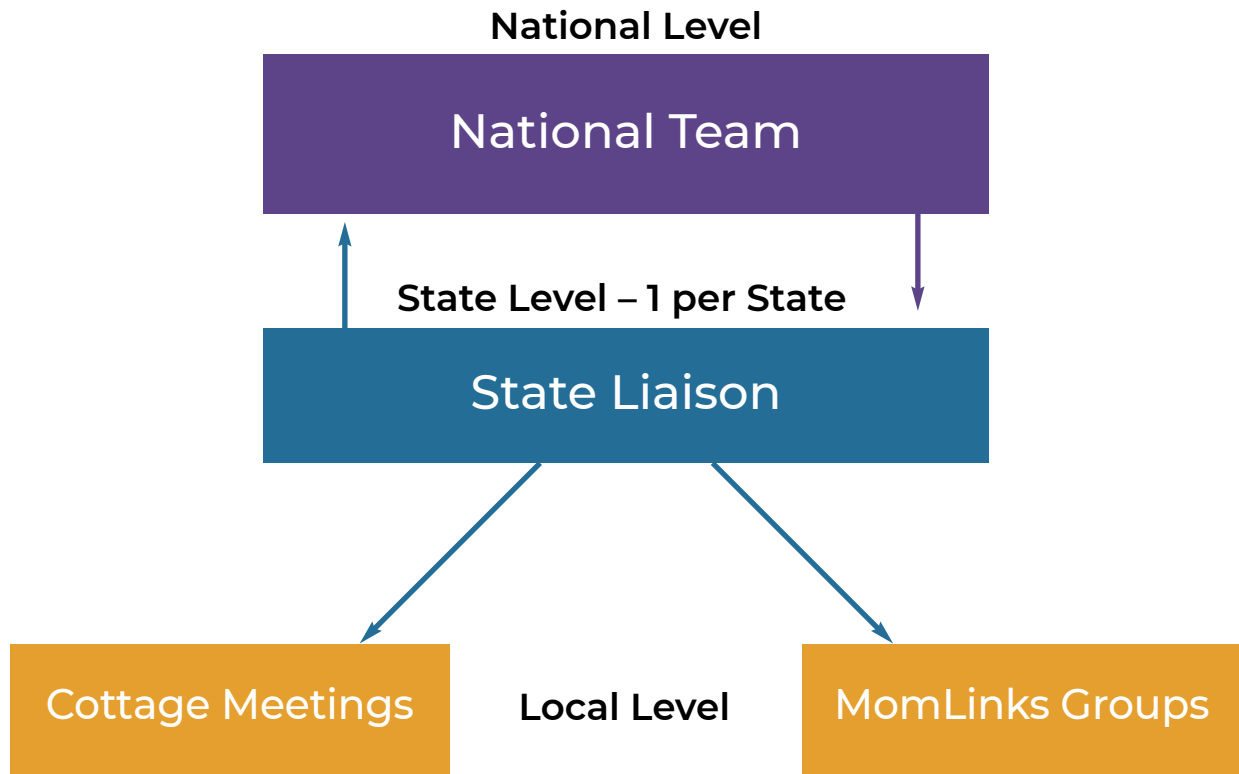 National Level
National Team
State Level – 1 per State
State Liaison
Cottage Meetings
Local Level
MomLinks Groups